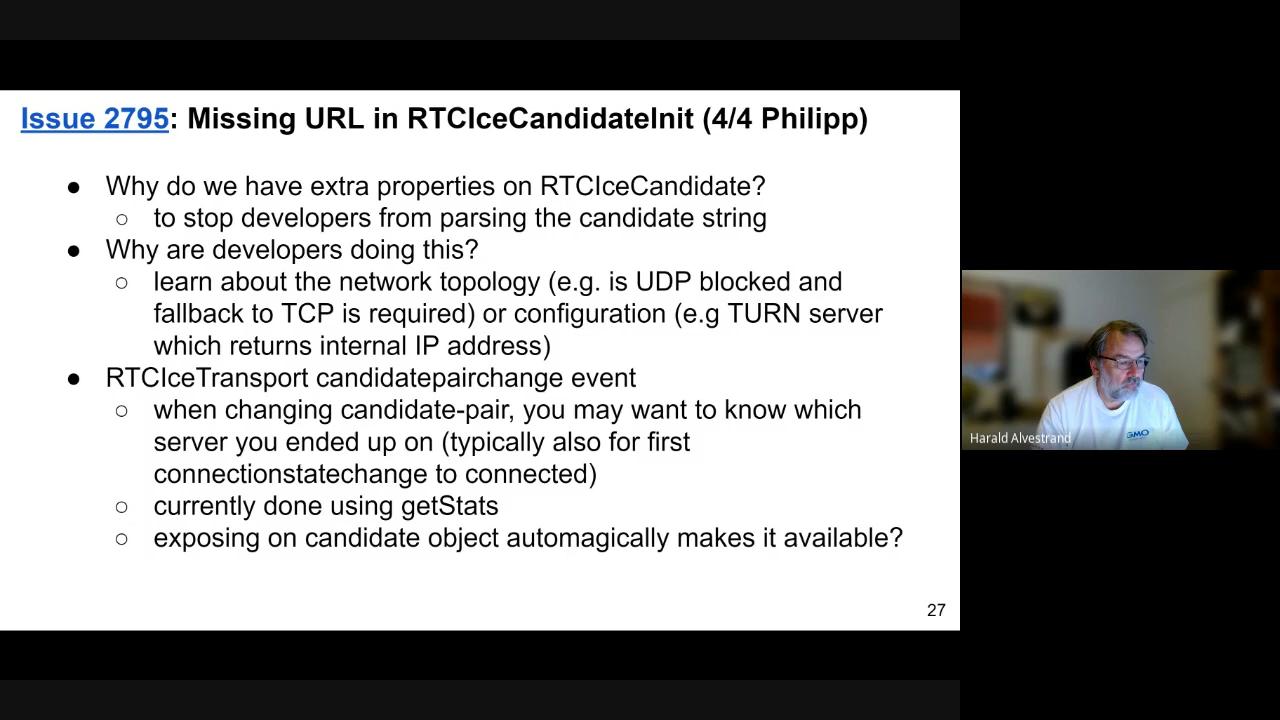 Issue 2795: Missing URL in RTCIceCandidateInit (4/4 Philipp)
● Why do we have extra properties on RTCIceCandidate?
○ to stop developers from parsing the candidate string
● Why are developers doing this?
○ learn about the network topology (e.g. is UDP blocked and
fallback to TCP is required) or configuration (e.g TURN server
which returns internal IP address)
● RTCIceTransport candidatepairchange event
○ when changing candidate-pair, you may want to know which
server you ended up on (typically also for first
connectionstatechange to connected)
○ currently done using getStats
○ exposing on candidate object automagically makes it available?
27
GMO
Harald Alvestrand